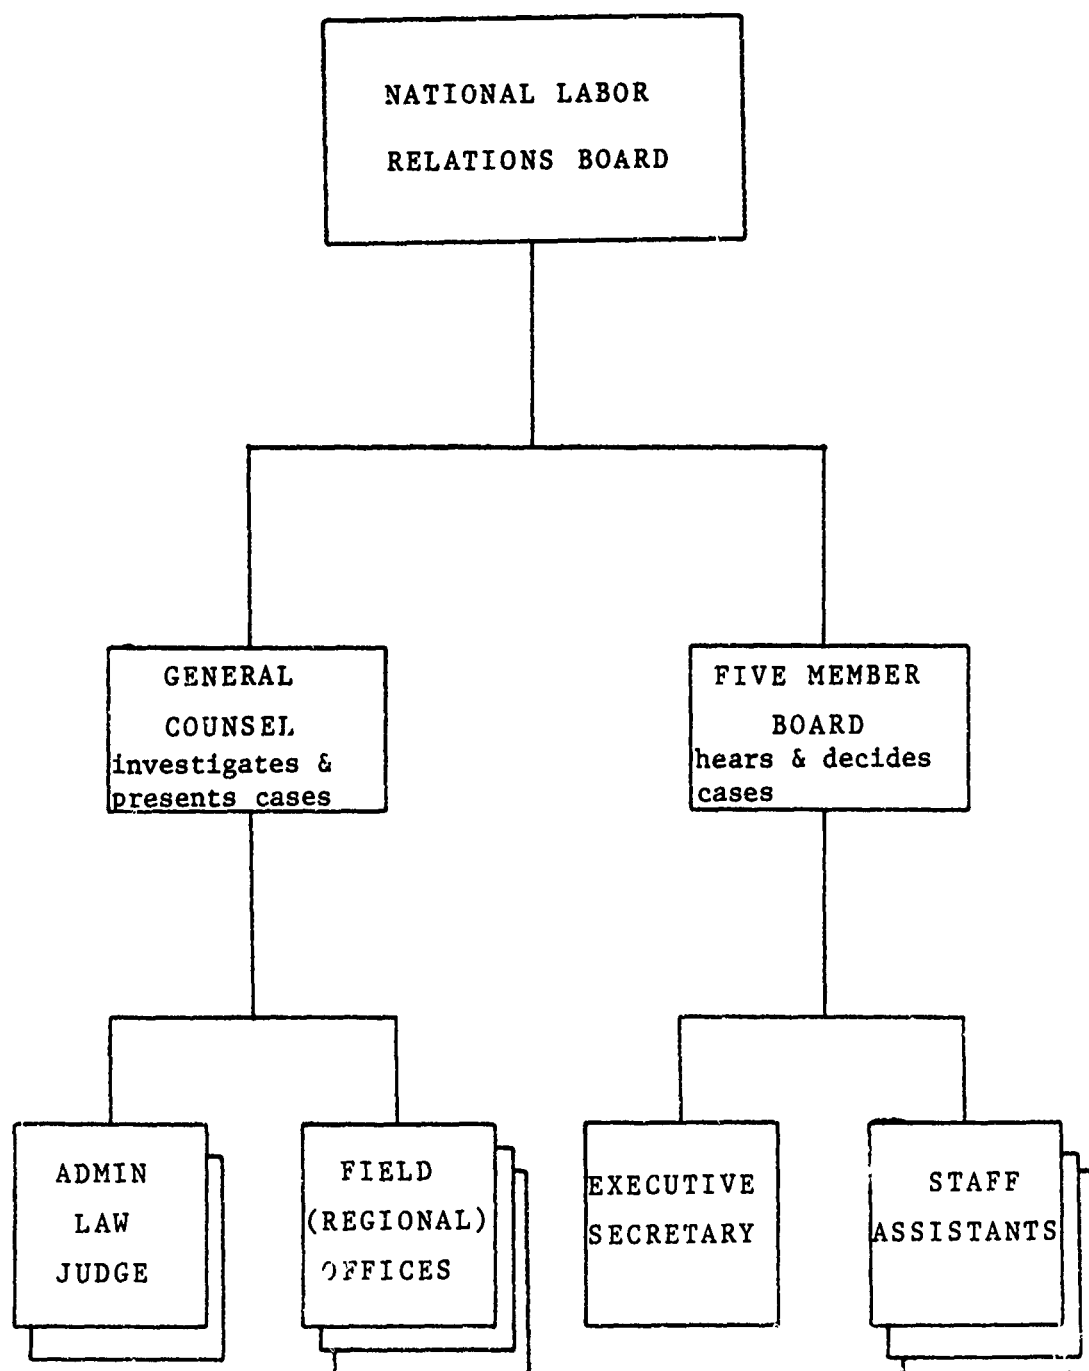 NATIONAL LABOR
RELATIONS BOARD
GENERAL
COUNSEL
investigates &
presents cases
FIVE MEMBER
BOARD
hears & decides
cases
ADMIN
LAW
JUDGE
FIELD
(REGIONAL)
OFFICES
EXECUTIVE
SECRETARY
STAFF
ASSISTANTS